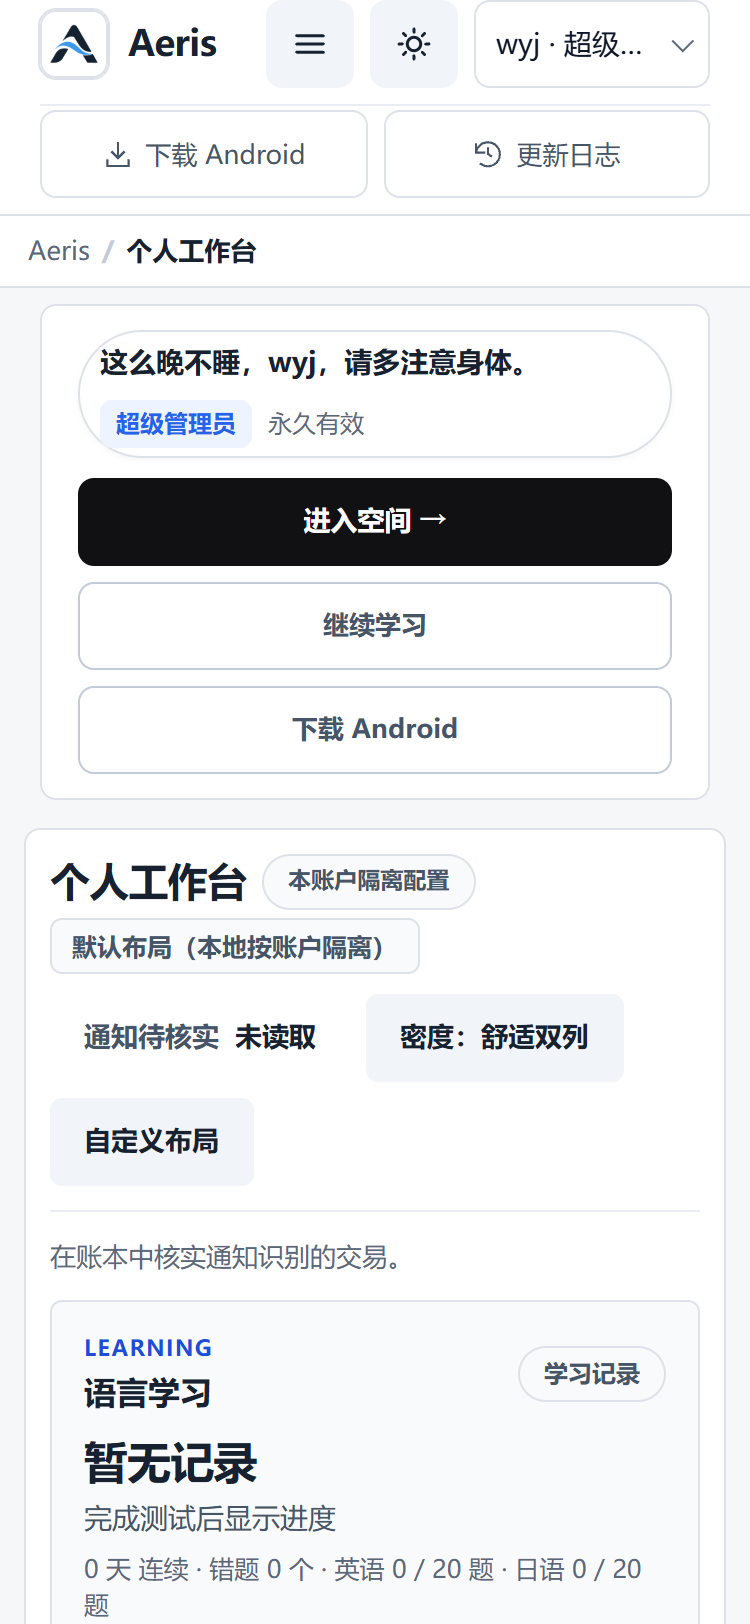 Aeris
wyj · 超级...
下载 Android
更新日志
Aeris / 个人工作台
这么晚不睡，wyj，请多注意身体。
超级管理员 永久有效
进入空间 →
继续学习
下载 Android
个人工作台 本账户隔离配置
默认布局（本地按账户隔离）
通知待核实 未读取 密度：舒适双列
自定义布局
在账本中核实通知识别的交易。
LEARNING
语言学习
学习记录
暂无记录
完成测试后显示进度
0 天 连续 · 错题 0 个 · 英语 0 / 20 题 · 日语 0 / 20
题